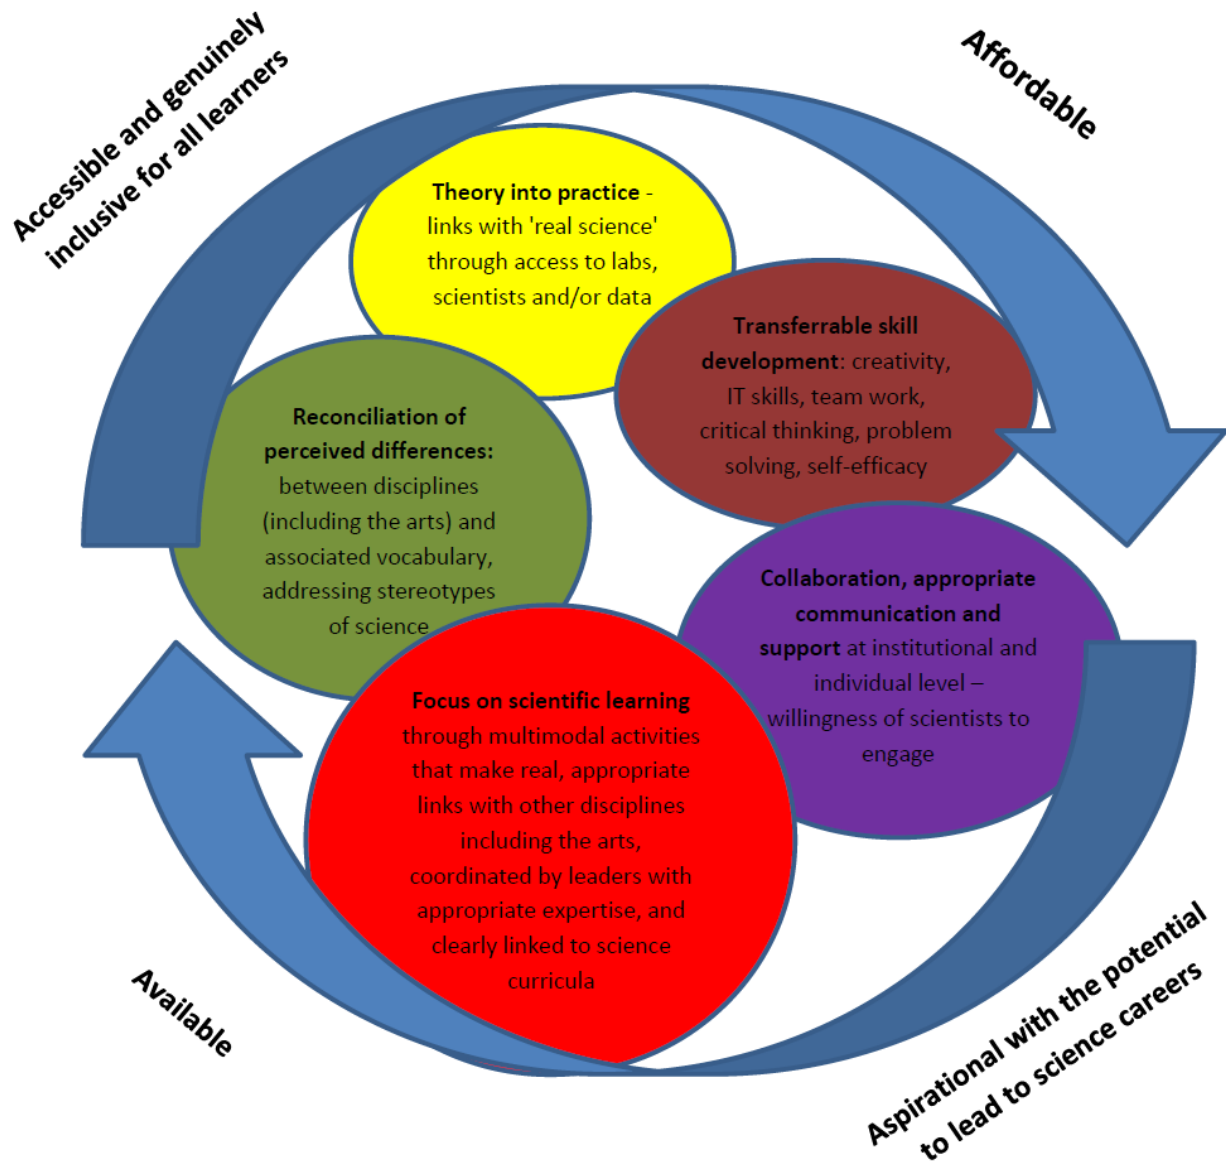 Accessible and genuinely
inclusive for all learners
Affordable
Theory into practice -
links with 'real science'
through access to labs,
scientists and/or data
Transferrable skill
development: creativity,
IT skills, team work,
critical thinking, problem
solving, self-efficacy
Reconciliation of
perceived differences:
between disciplines
(including the arts) and
associated vocabulary,
addressing stereotypes
of science
Collaboration, appropriate
communication and
support at institutional and
individual level –
willingness of scientists to
engage
Focus on scientific learning
through multimodal activities
that make real, appropriate
links with other disciplines
including the arts,
coordinated by leaders with
appropriate expertise, and
clearly linked to science
curricula
Available
Aspirational with the potential
to lead to science careers